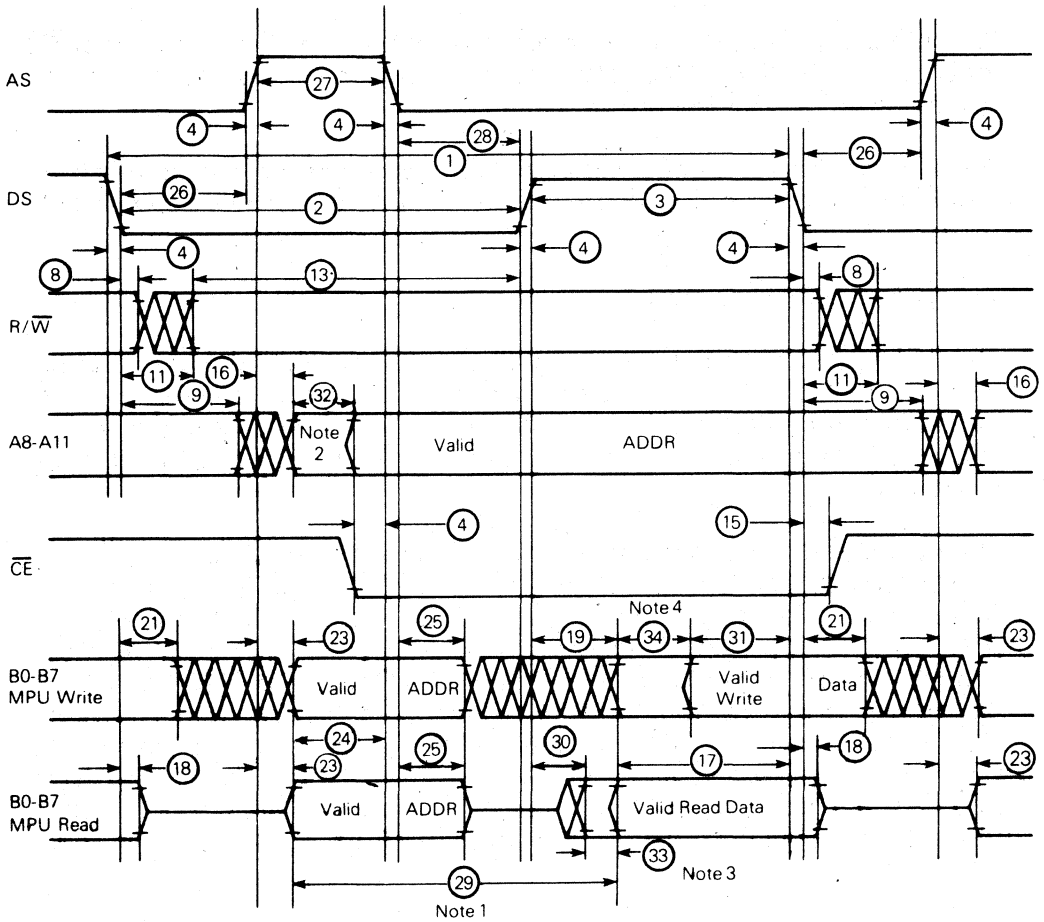 AS
27
4
4
28
4
1
26
DS
26
2
3
4
4
4
8
13
8
R/W̅
11
16
11
16
9
32
9
A8-A11
Note 2
Valid
ADDR
4
15
C̅E̅
Note 4
21
23
25
19
34
31
21
23
B0-B7
MPU Write
Valid
ADDR
Valid Write
Data
24
25
30
17
18
18
23
23
B0-B7
MPU Read
Valid
ADDR
Valid Read Data
33
Note 3
29
Note 1